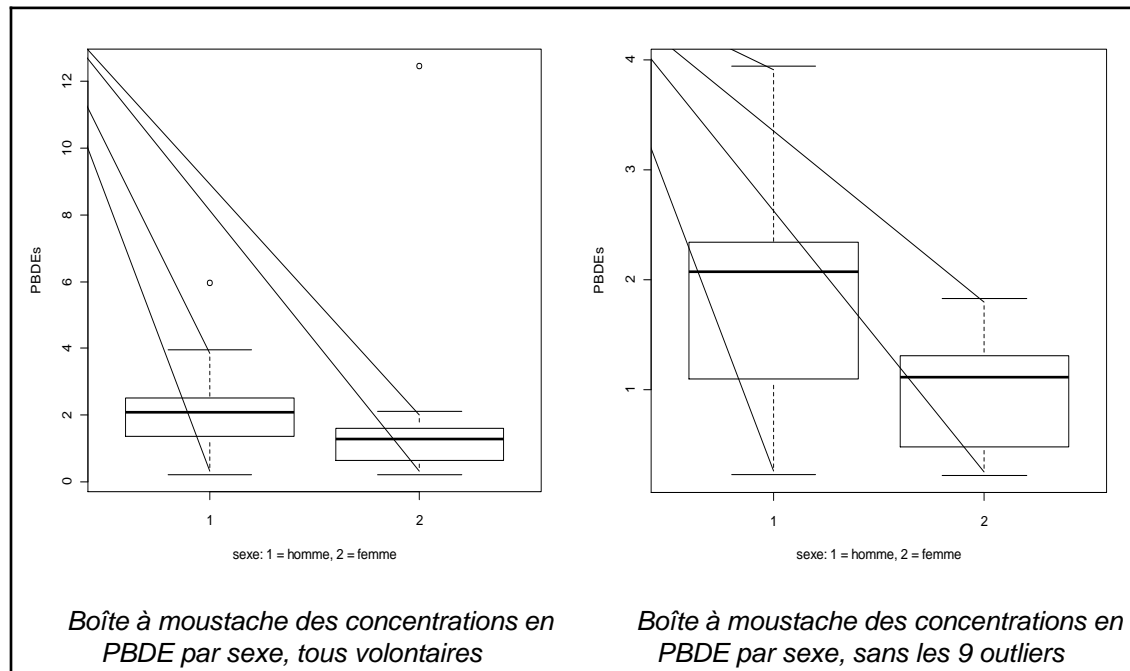 12
10
8
6
4
2
0
PBDEs
1
2
sexe: 1 = homme, 2 = femme
Boîte à moustache des concentrations en
PBDE par sexe, tous volontaires
4
3
2
1
PBDEs
1
2
sexe: 1 = homme, 2 = femme
Boîte à moustache des concentrations en
PBDE par sexe, sans les 9 outliers